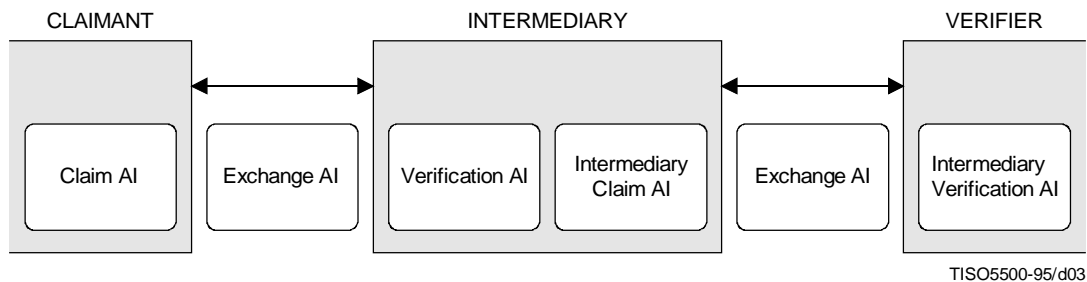 CLAIMANT
INTERMEDIARY
VERIFIER
Claim AI
Exchange AI
Verification AI
Intermediary
Claim AI
Exchange AI
Intermediary
Verification AI
TISO5500-95/d03